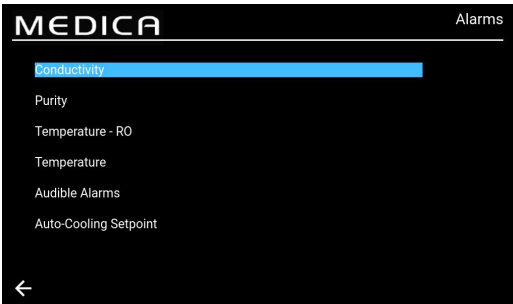 MEDICA
Alarms
Conductivity
Purity
Temperature - RO
Temperature
Audible Alarms
Auto-Cooling Setpoint